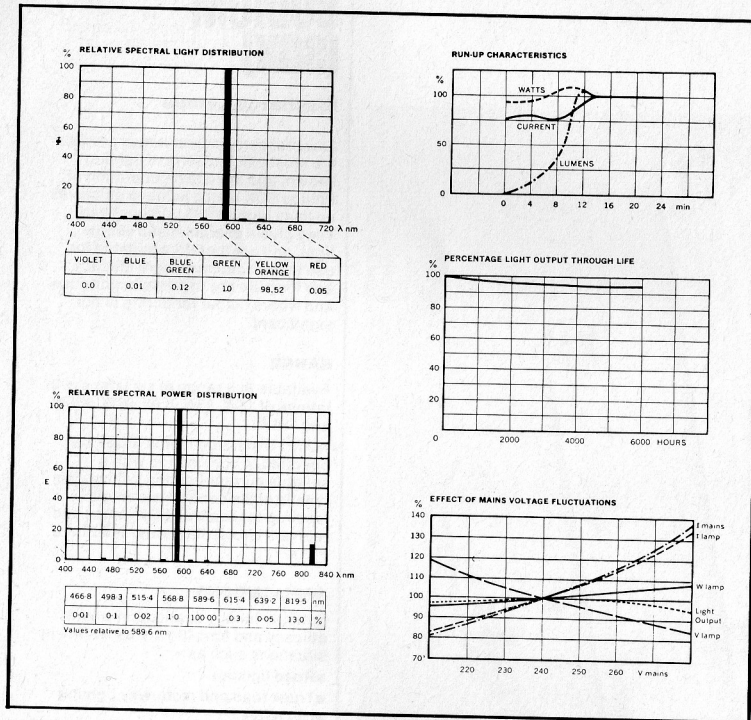 RELATIVE SPECTRAL LIGHT DISTRIBUTION
%
100
80
60
Φ
40
20
0
400 460 480 520 560 600 640 680 720 λ nm
VIOLET BLUE BLUE-GREEN GREEN YELLOW ORANGE RED
0.0 0.01 0.12 1.0 98.52 0.05
RELATIVE SPECTRAL POWER DISTRIBUTION
%
100
80
60
E
40
20
0
400 440 480 520 560 600 640 680 720 760 800 840 λ nm
466·8 498·3 515·4 568·8 589·6 615·4 639·2 819·5 nm
0·01 0·1 0·02 1·0 100·00 0·3 0·05 13·0 %
Values relative to 589·6 nm
RUN-UP CHARACTERISTICS
%
100
50
0
WATTS
CURRENT
LUMENS
0 4 8 12 16 20 24 min
PERCENTAGE LIGHT OUTPUT THROUGH LIFE
%
100
80
60
40
20
0 2000 4000 6000 HOURS
EFFECT OF MAINS VOLTAGE FLUCTUATIONS
%
140
130
120
110
100
90
80
70
I mains
I lamp
W lamp
Light
Output
V lamp
220 230 240 250 260 V mains